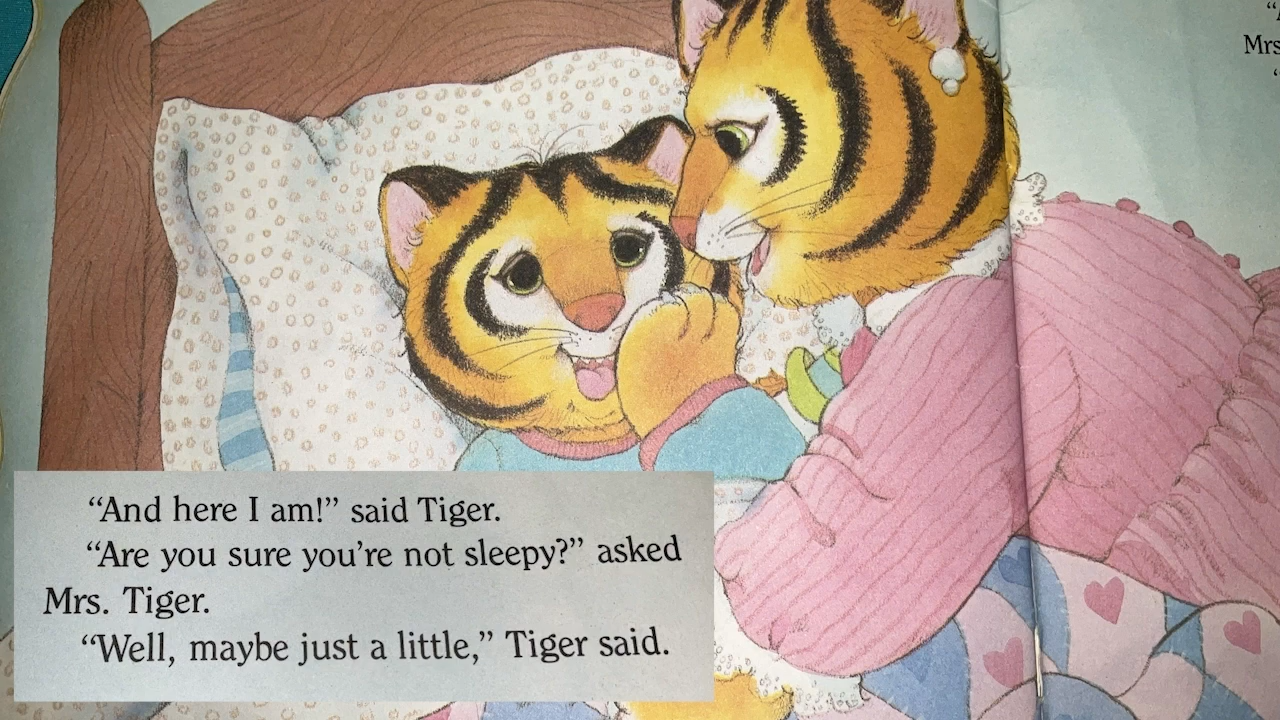 “And here I am!” said Tiger.
“Are you sure you’re not sleepy?” asked
Mrs. Tiger.
“Well, maybe just a little,” Tiger said.
Mrs